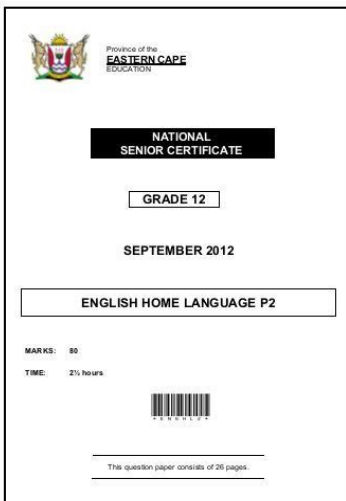 Province of the
EASTERN CAPE
EDUCATION
NATIONAL
SENIOR CERTIFICATE
GRADE 12
SEPTEMBER 2012
ENGLISH HOME LANGUAGE P2
MARKS: 80
TIME: 2½ hours
This question paper consists of 26 pages.